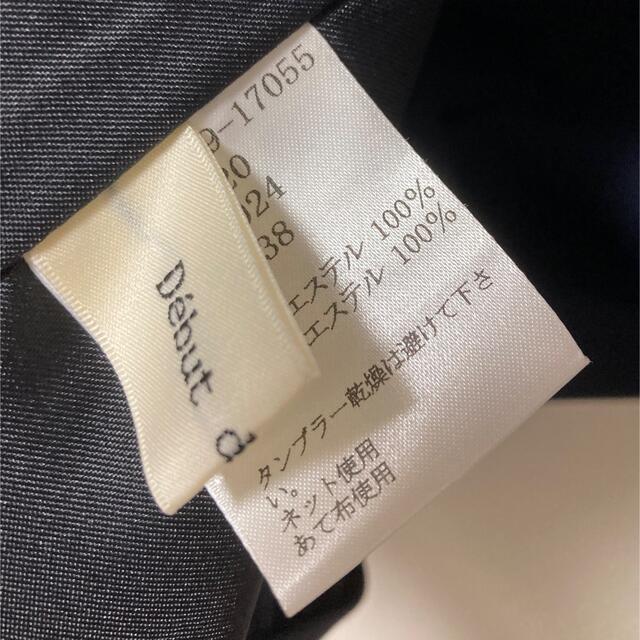 9-17055
20
024
38
エステル 100%
エステル 100%
タンブラー乾燥は避けて下さ
い。
ネット使用
あて布使用
Début d